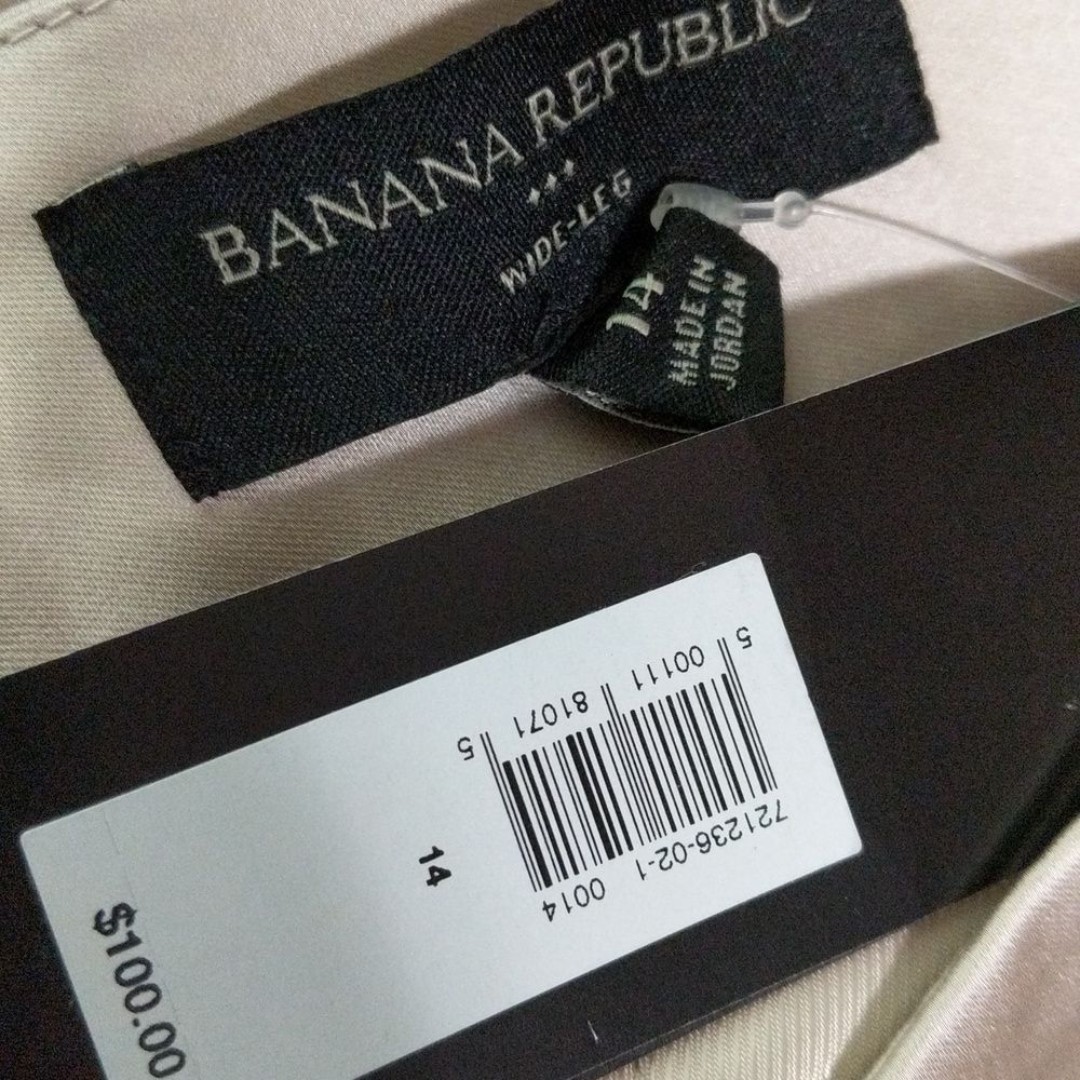 BANANA REPUBLIC
WIDE-LEG
14
MADE IN
JORDAN
721236-02-1 0014
5 00111 81071 5
14
$100.00